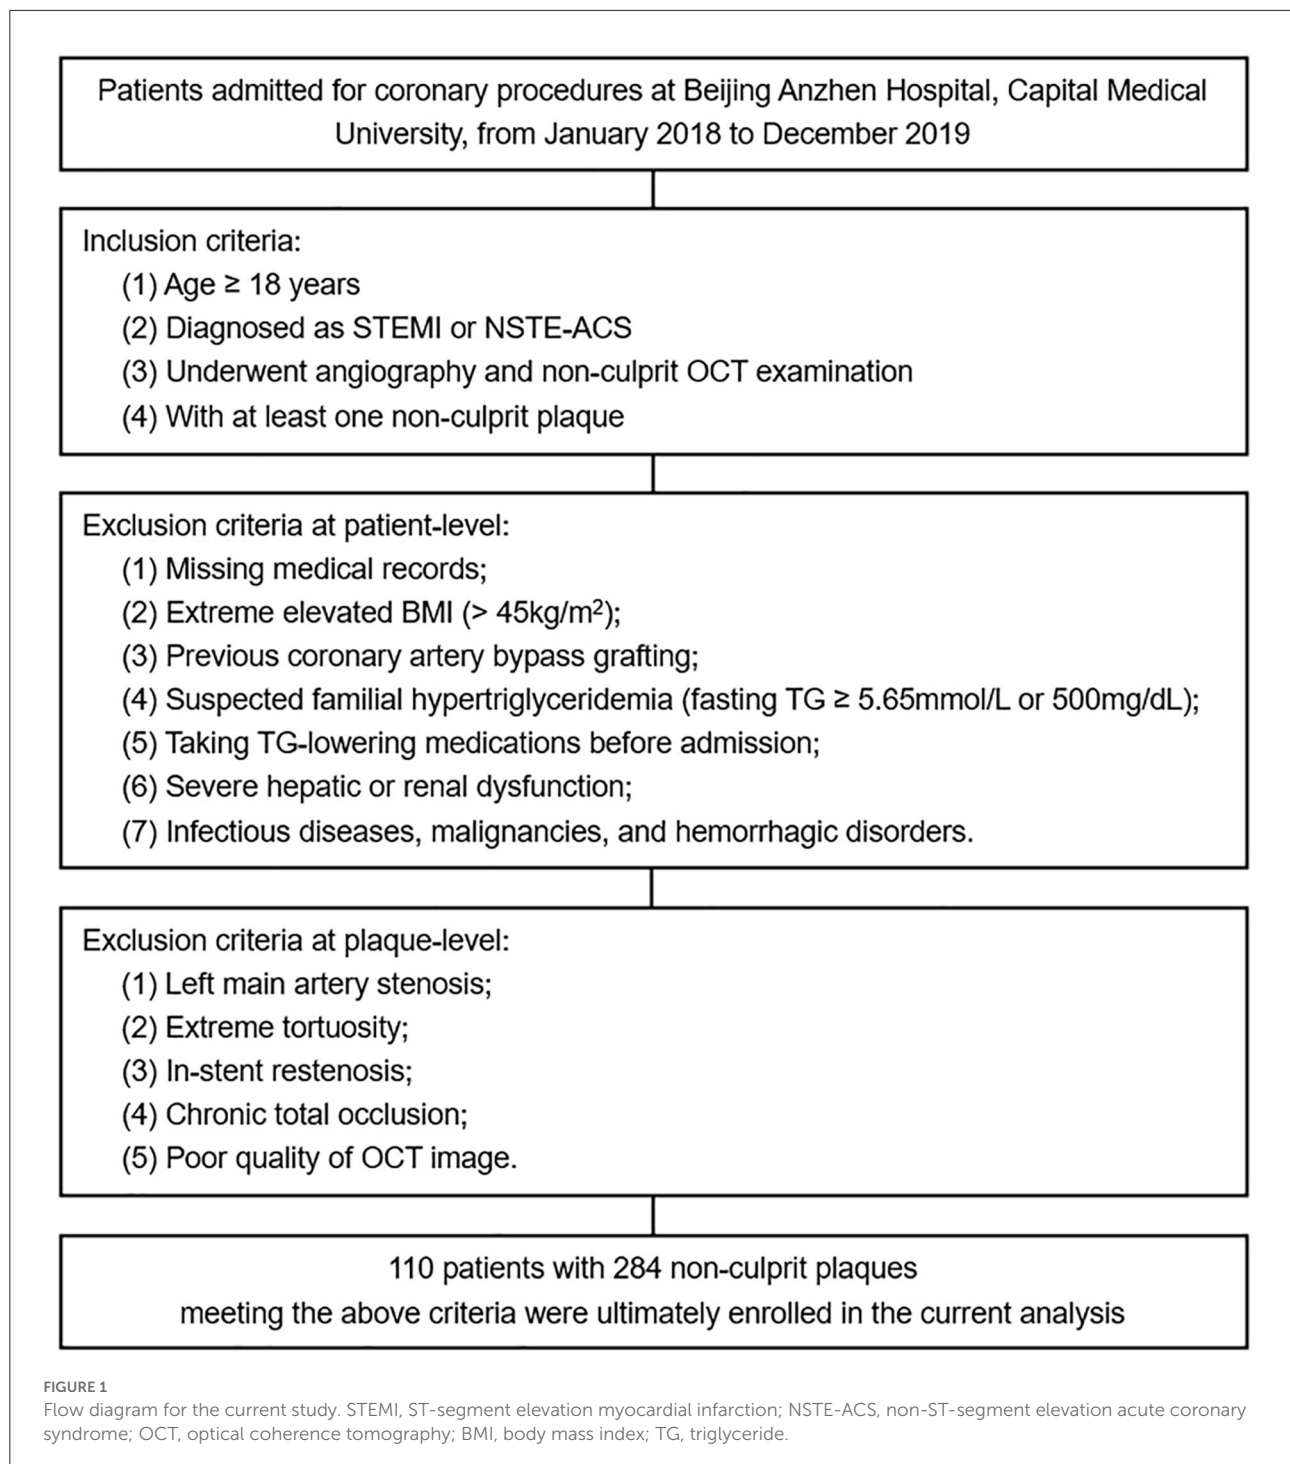 Patients admitted for coronary procedures at Beijing Anzhen Hospital, Capital Medical
University, from January 2018 to December 2019
Inclusion criteria:
(1) Age ≥ 18 years
(2) Diagnosed as STEMI or NSTE-ACS
(3) Underwent angiography and non-culprit OCT examination
(4) With at least one non-culprit plaque
Exclusion criteria at patient-level:
(1) Missing medical records;
(2) Extreme elevated BMI (> 45kg/m²);
(3) Previous coronary artery bypass grafting;
(4) Suspected familial hypertriglyceridemia (fasting TG ≥ 5.65mmol/L or 500mg/dL);
(5) Taking TG-lowering medications before admission;
(6) Severe hepatic or renal dysfunction;
(7) Infectious diseases, malignancies, and hemorrhagic disorders.
Exclusion criteria at plaque-level:
(1) Left main artery stenosis;
(2) Extreme tortuosity;
(3) In-stent restenosis;
(4) Chronic total occlusion;
(5) Poor quality of OCT image.
110 patients with 284 non-culprit plaques
meeting the above criteria were ultimately enrolled in the current analysis
FIGURE 1
Flow diagram for the current study. STEMI, ST-segment elevation myocardial infarction; NSTE-ACS, non-ST-segment elevation acute coronary
syndrome; OCT, optical coherence tomography; BMI, body mass index; TG, triglyceride.